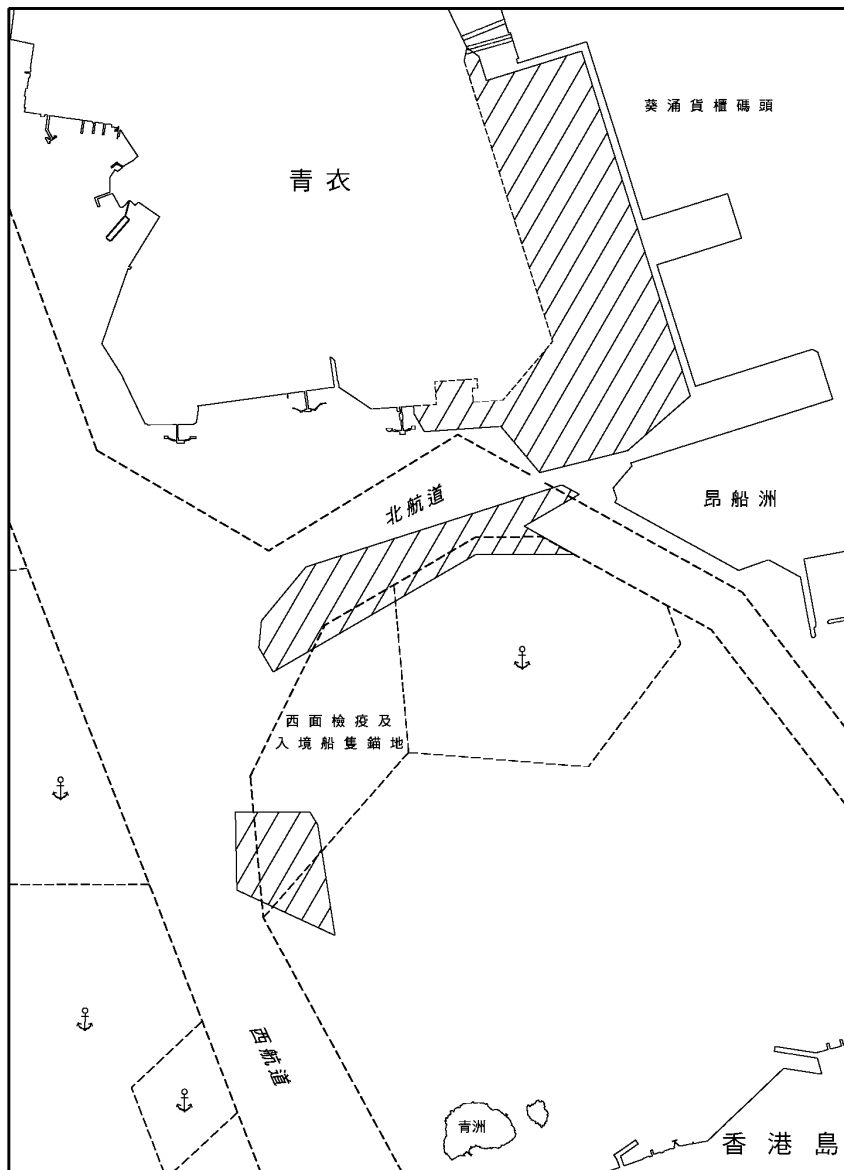 葵涌貨櫃碼頭
青衣
北航道
昂船洲
西面檢疫及
入境船隻錨地
西航道
青洲
香港島